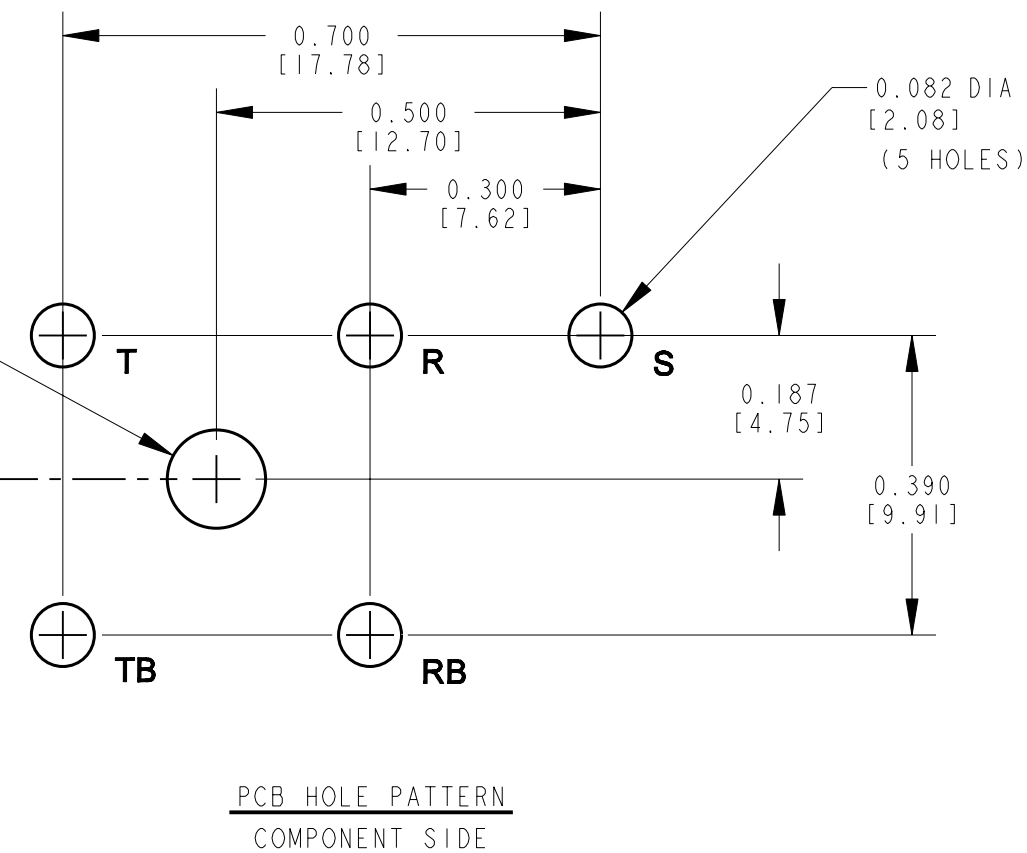 0.700
[17.78]
0.082 DIA
[2.08]
(5 HOLES)
0.500
[12.70]
0.300
[7.62]
T
R
S
0.187
[4.75]
0.390
[9.91]
TB
RB
PCB HOLE PATTERN
COMPONENT SIDE